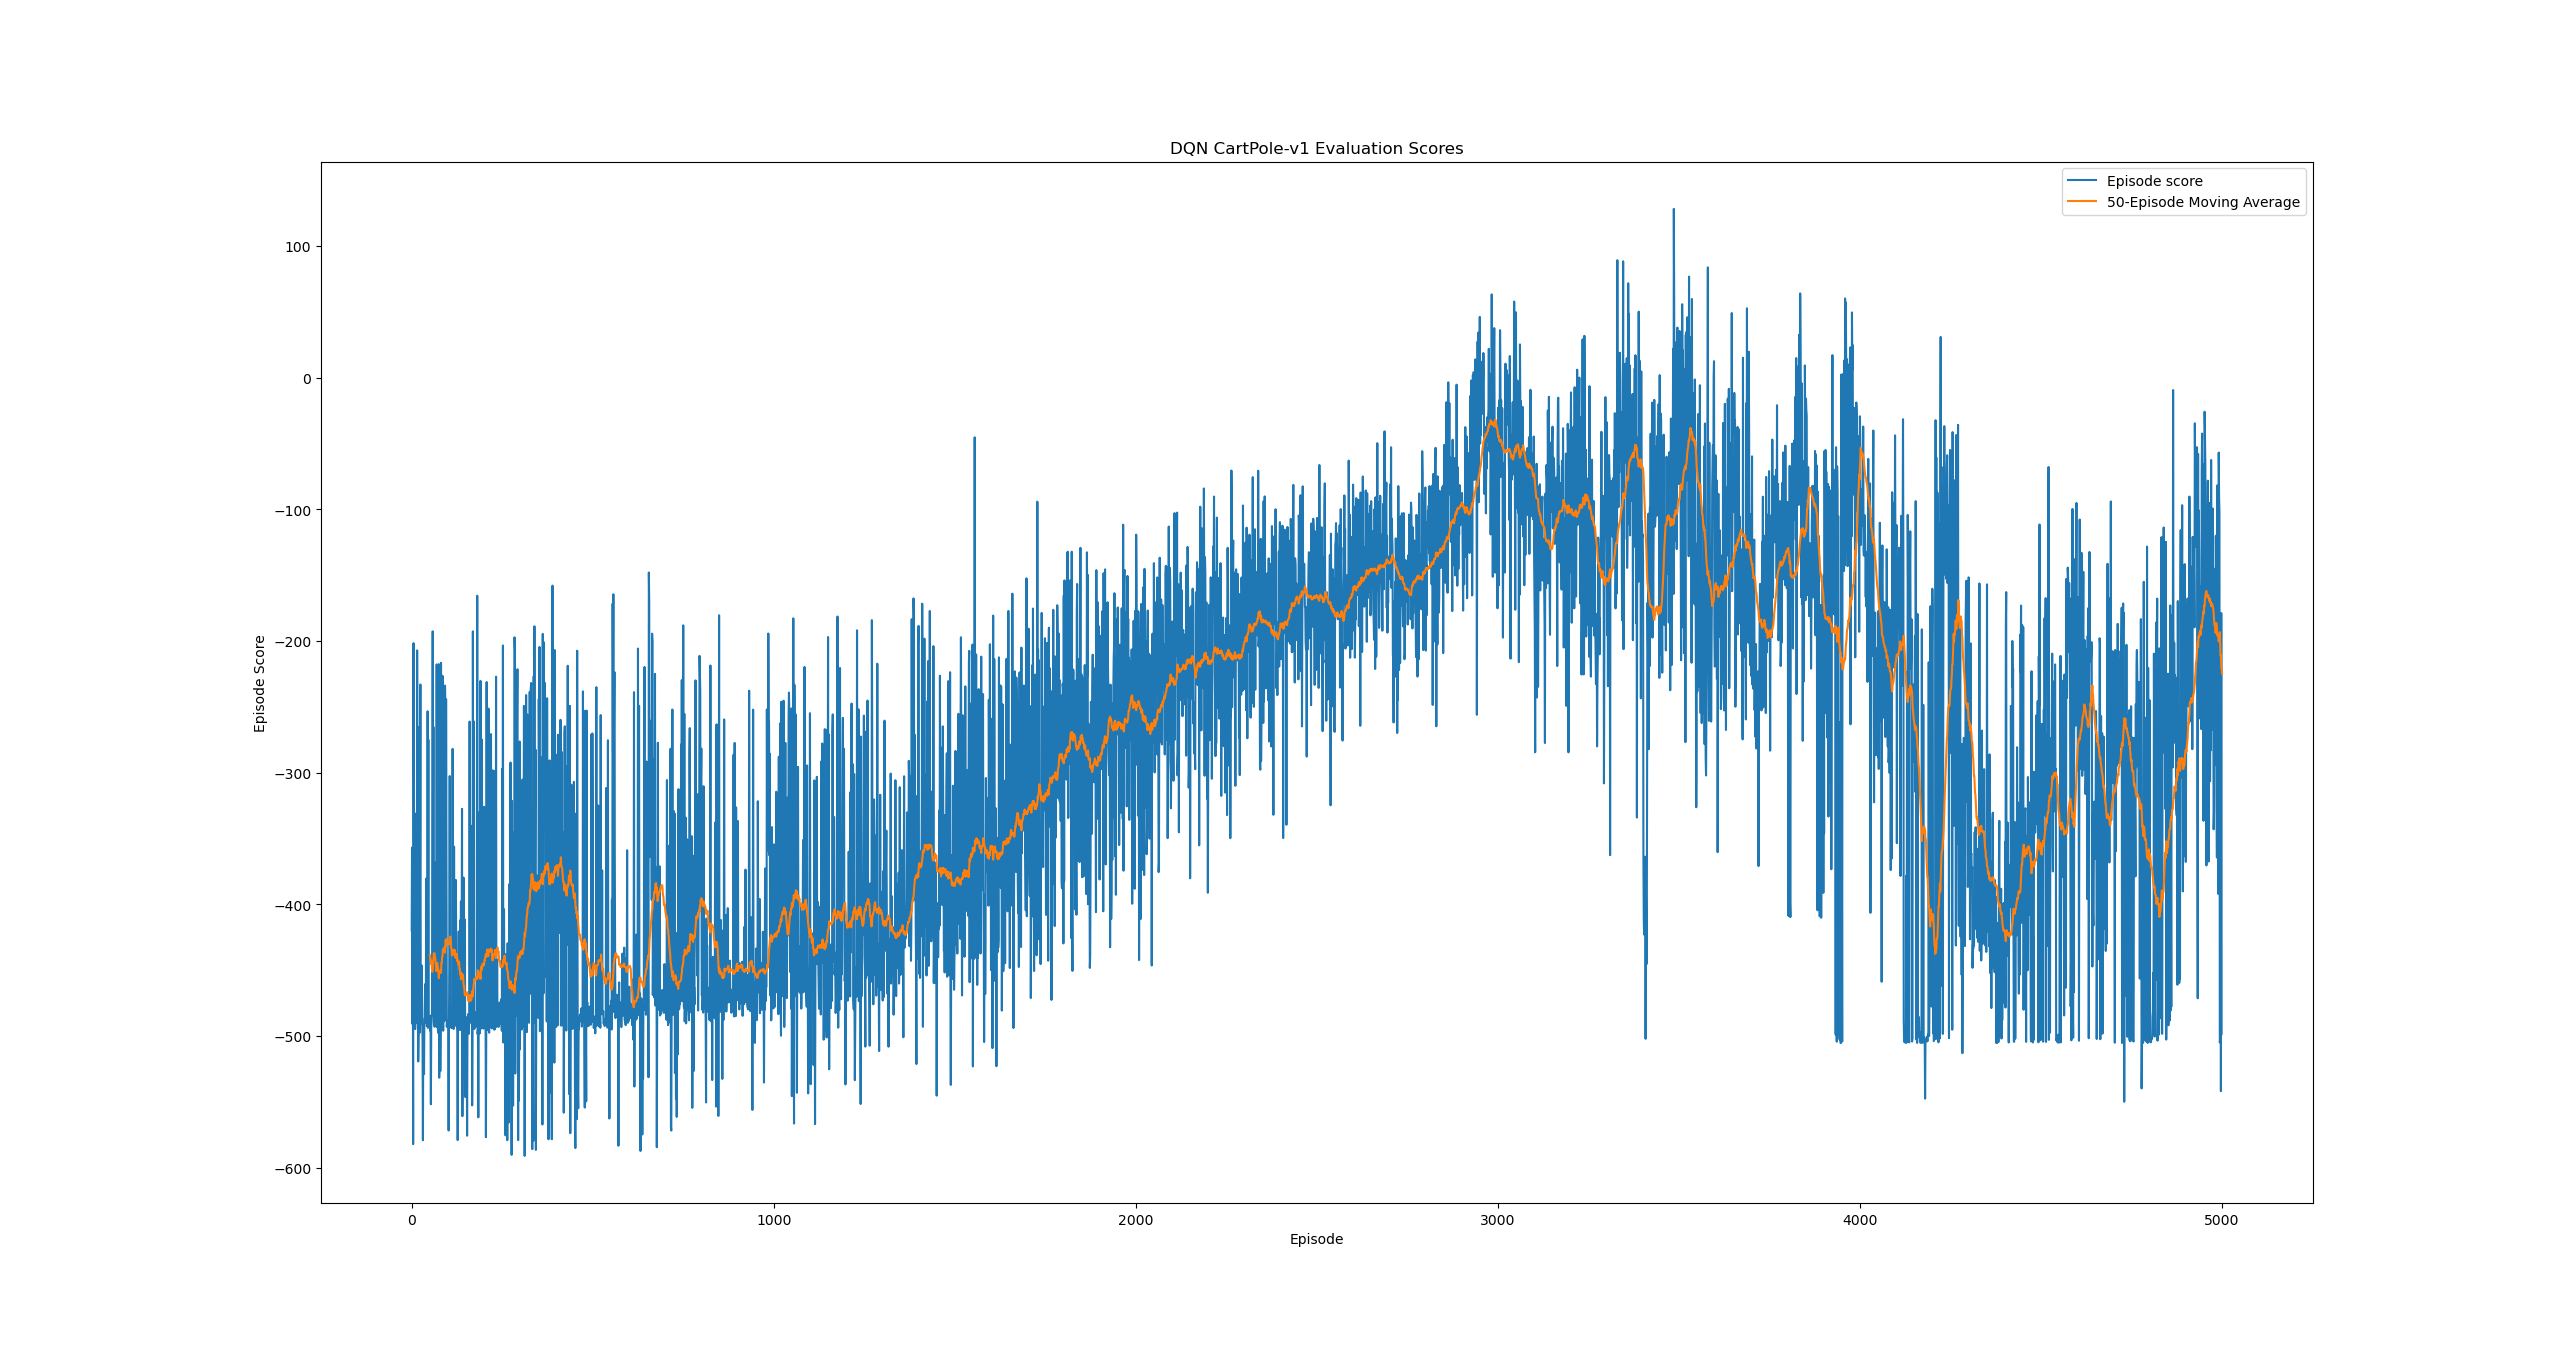 DQN CartPole-v1 Evaluation Scores
Episode score
50-Episode Moving Average
100
0
−100
−200
−300
−400
−500
−600
Episode Score
0
1000
2000
3000
4000
5000
Episode